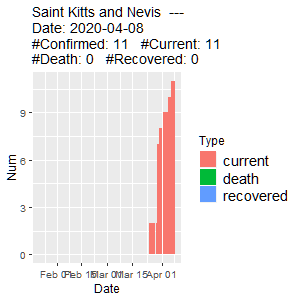 Saint Kitts and Nevis  ---
Date: 2020-04-08
#Confirmed: 11   #Current: 11
#Death: 0   #Recovered: 0
Num
9
6
3
0
Feb 01 Feb 15 Mar 01 Mar 15 Apr 01
Date
Type
current
death
recovered